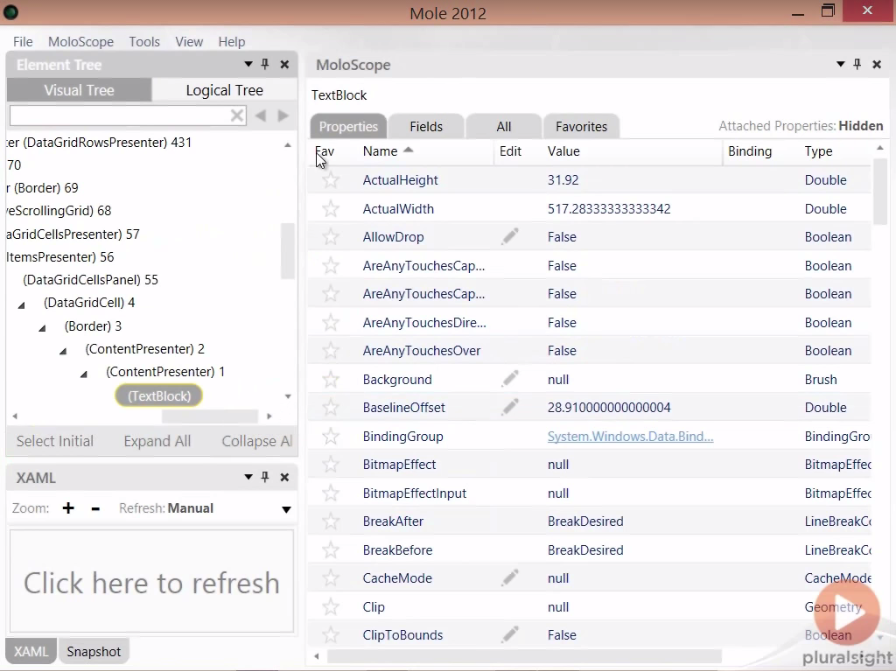 Mole 2012
File MoloScope Tools View Help
Element Tree
Visual Tree Logical Tree
ter (DataGridRowsPresenter) 431
70
r (Border) 69
veScrollingGrid) 68
aGridCellsPresenter) 57
ItemsPresenter) 56
(DataGridCellsPanel) 55
(DataGridCell) 4
(Border) 3
(ContentPresenter) 2
(ContentPresenter) 1
(TextBlock)
Select Initial Expand All Collapse Al
XAML
Zoom: + - Refresh: Manual
Click here to refresh
XAML Snapshot
MoloScope
TextBlock
Properties Fields All Favorites Attached Properties: Hidden
Fav Name Edit Value Binding Type
ActualHeight 31.92 Double
ActualWidth 517.28333333333342 Double
AllowDrop False Boolean
AreAnyTouchesCap... False Boolean
AreAnyTouchesCap... False Boolean
AreAnyTouchesDire... False Boolean
AreAnyTouchesOver False Boolean
Background null Brush
BaselineOffset 28.910000000000004 Double
BindingGroup System.Windows.Data.Bind... BindingGro
BitmapEffect null BitmapEffec
BitmapEffectInput null BitmapEffec
BreakAfter BreakDesired LineBreakCo
BreakBefore BreakDesired LineBreakCo
CacheMode null CacheMode
Clip null Geometry
ClipToBounds False Boolean
pluralsight